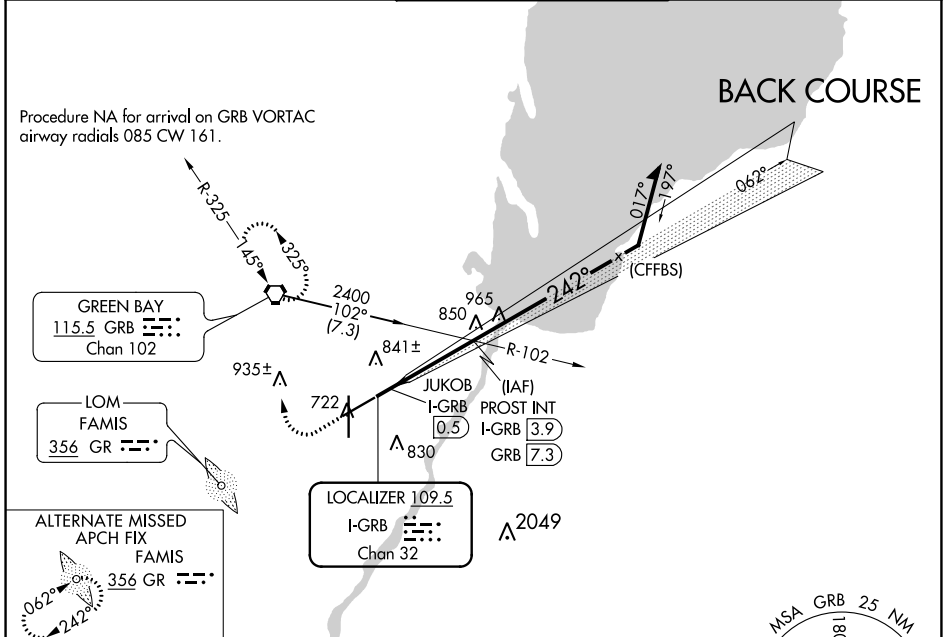 BACK COURSE
Procedure NA for arrival on GRB VORTAC
airway radials 085 CW 161.
R-325
145°
325°
017°
197°
062°
242°
(CFFBS)
GREEN BAY
115.5 GRB
Chan 102
2400
102°
(7.3)
850
965
R-102
841±
935±
722
830
JUKOB
I-GRB
0.5
(IAF)
PROST INT
I-GRB 3.9
GRB 7.3
LOM
FAMIS
356 GR
LOCALIZER 109.5
I-GRB
Chan 32
2049
ALTERNATE MISSED
APCH FIX
FAMIS
356 GR
062°
242°
MSA GRB 25 NM